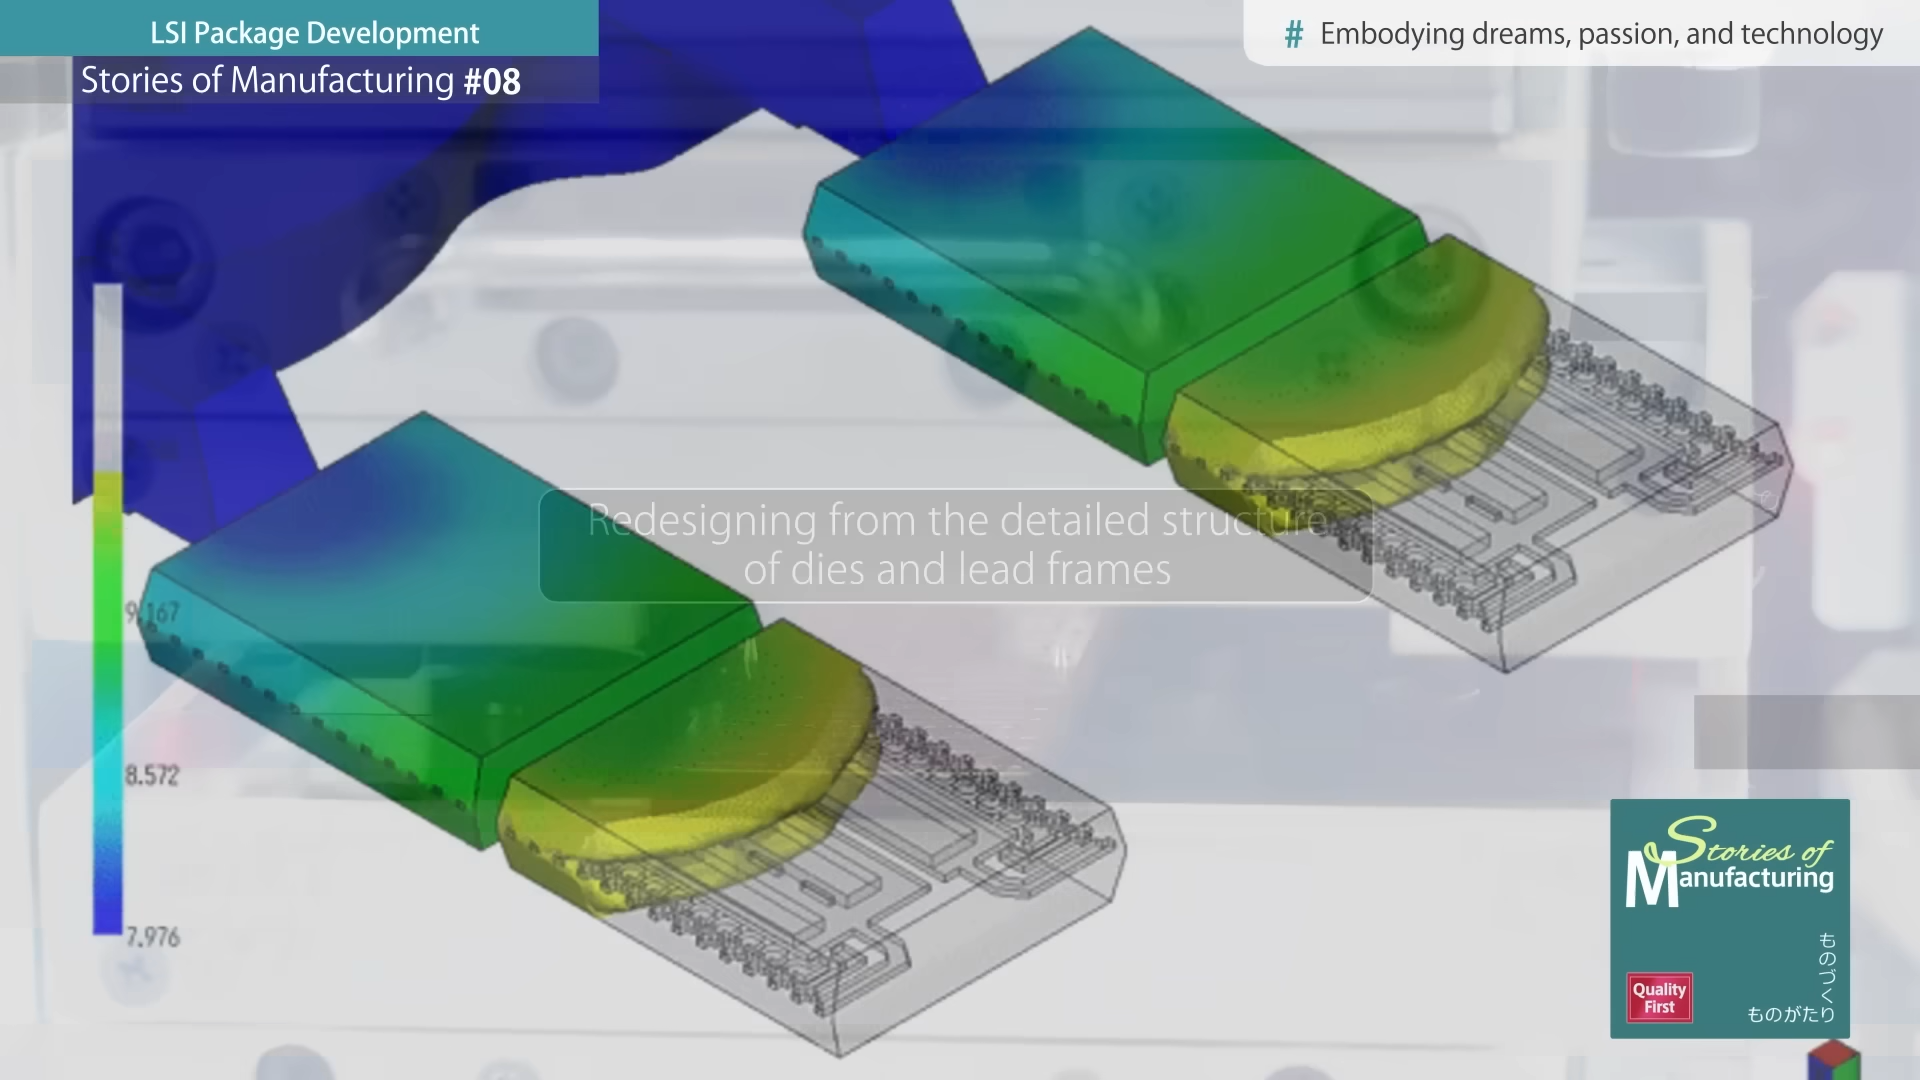 LSI Package Development
Stories of Manufacturing #08
# Embodying dreams, passion, and technology
Redesigning from the detailed structure
of dies and lead frames
9.167
8.572
7.976
Stories of
Manufacturing
ものづくり
ものがたり
Quality
First